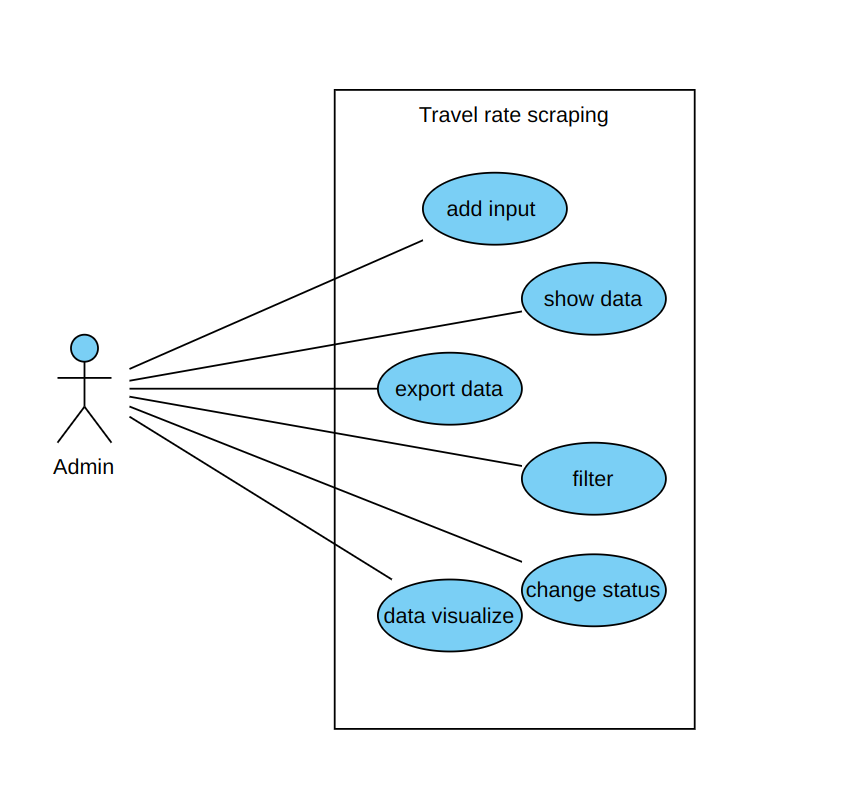 Travel rate scraping
add input
show data
export data
filter
Admin
change status
data visualize